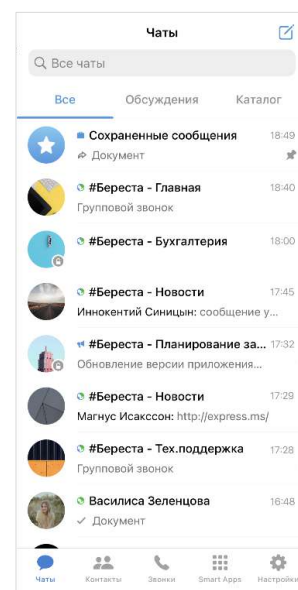 Чаты
Все чаты
Все Обсуждения Каталог
Сохраненные сообщения 18:49
Документ
#Береста - Главная 18:40
Групповой звонок
#Береста - Бухгалтерия 18:00
#Береста - Новости 17:45
Иннокентий Синицын: сообщение у...
#Береста - Планирование за... 17:32
Обновление версии приложения...
#Береста - Новости 17:29
Магнус Исакссон: http://express.ms/
#Береста - Тех.поддержка 17:28
Групповой звонок
Василиса Зеленцова 16:48
Документ
Чаты Контакты Звонки Smart Apps Настройки